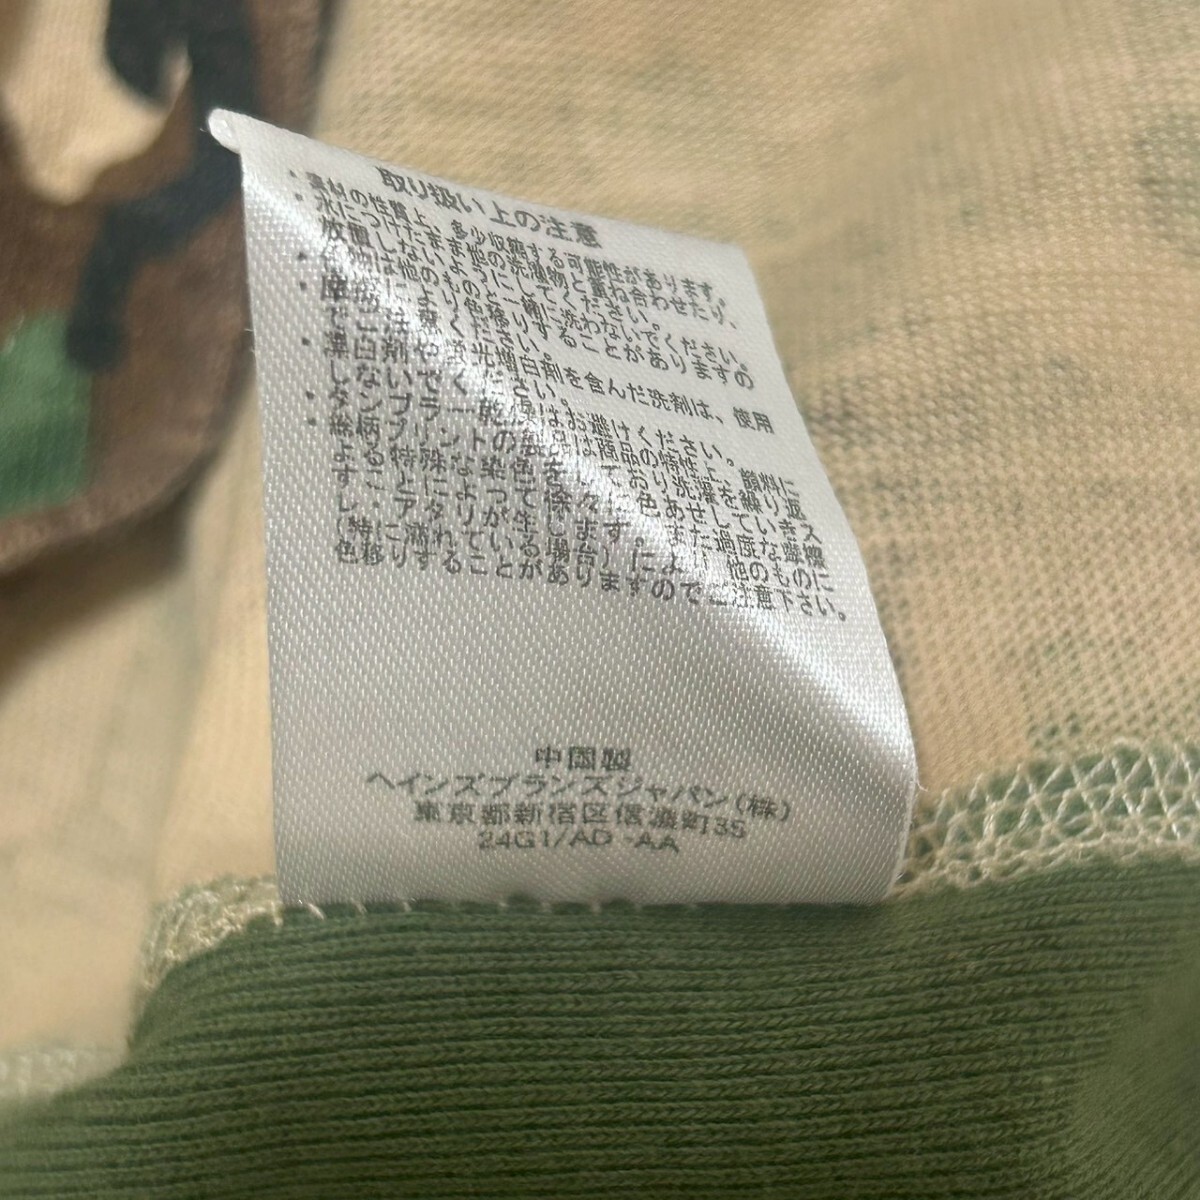 取り扱い上の注意
・素材の性質上、多少収縮する可能性があります。
・水につけたまま他の洗濯物と重ね合わせたり、
放置しないようにしてください。
は他のものと一緒に洗わないでください。
・摩擦により色移りすることがありますの
でご注意ください。
・漂白剤や蛍光増白剤を含んだ洗剤は、使用
しないでください。
・タンブラー乾燥はお避けください。
プリントの製品は商品の特性上、顔料に
よる特殊な染色をしており洗濯を繰り返
すことによって徐々に色あせしていきス
レ、アタリが生じます。また過度な摩擦
(特に濡れている場合)により、他のものに
色移りすることがありますのでご注意下さい。
中国製
ヘインズブランズジャパン(株)
東京都新宿区信濃町35
24G1/AD -AA